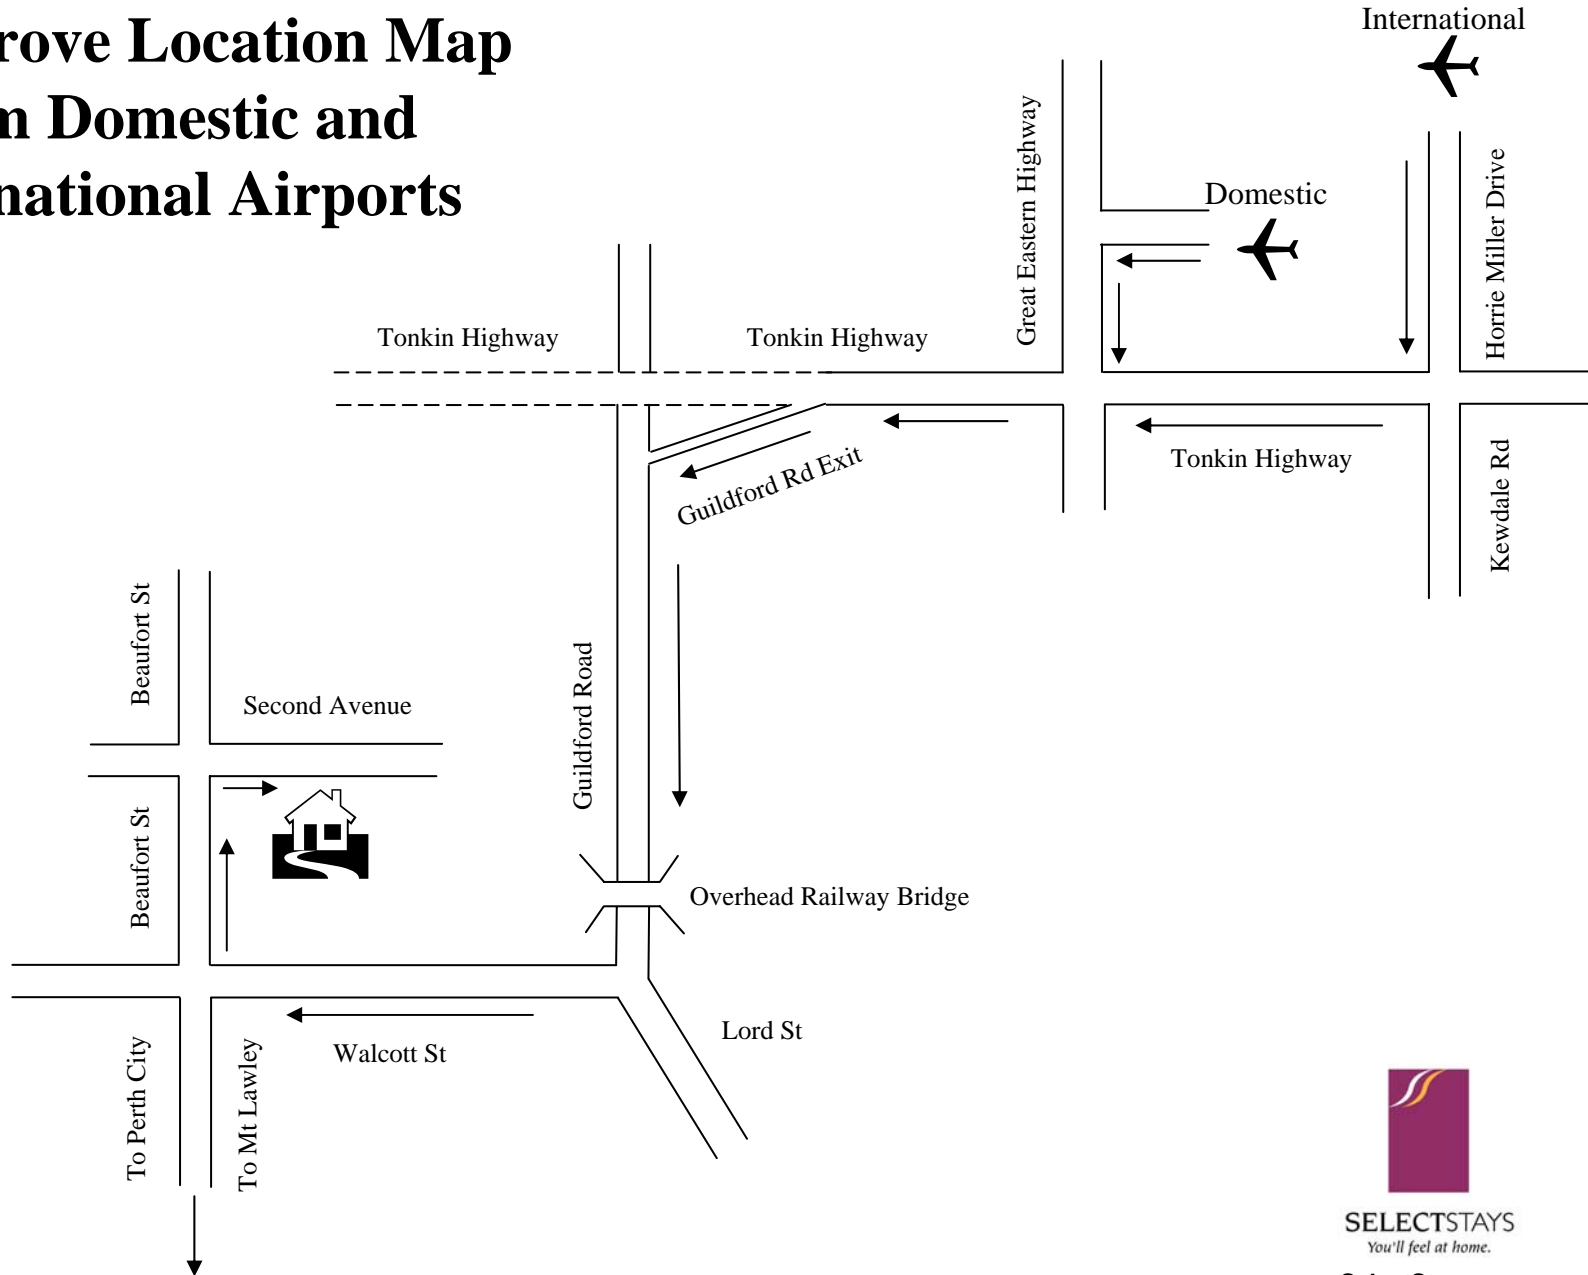 rove Location Map
m Domestic and
national Airports
International
Domestic
Great Eastern Highway
Horrie Miller Drive
Tonkin Highway
Tonkin Highway
Tonkin Highway
Guildford Rd Exit
Kewdale Rd
Beaufort St
Second Avenue
Guildford Road
Beaufort St
Overhead Railway Bridge
Walcott St
Lord St
To Perth City
To Mt Lawley
SELECTSTAYS
You'll feel at home.